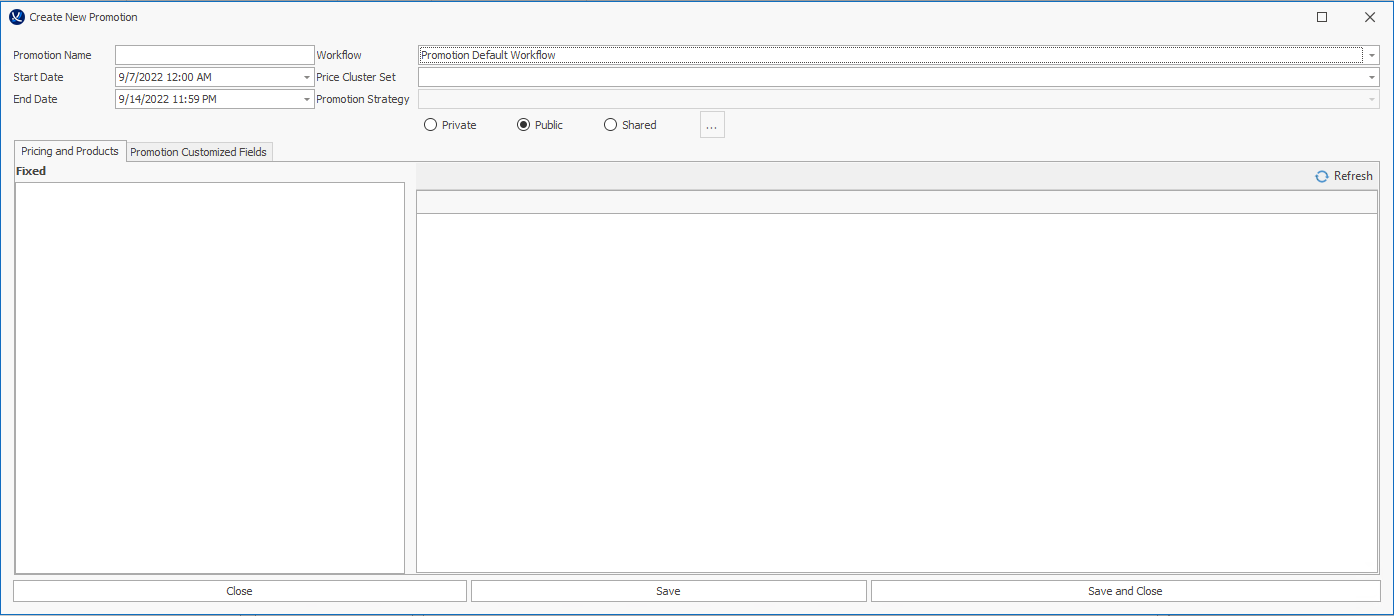 Create New Promotion
Promotion Name
Workflow
Promotion Default Workflow
Start Date
9/7/2022 12:00 AM
Price Cluster Set
End Date
9/14/2022 11:59 PM
Promotion Strategy
Private
Public
Shared
...
Pricing and Products
Promotion Customized Fields
Fixed
Refresh
Close
Save
Save and Close